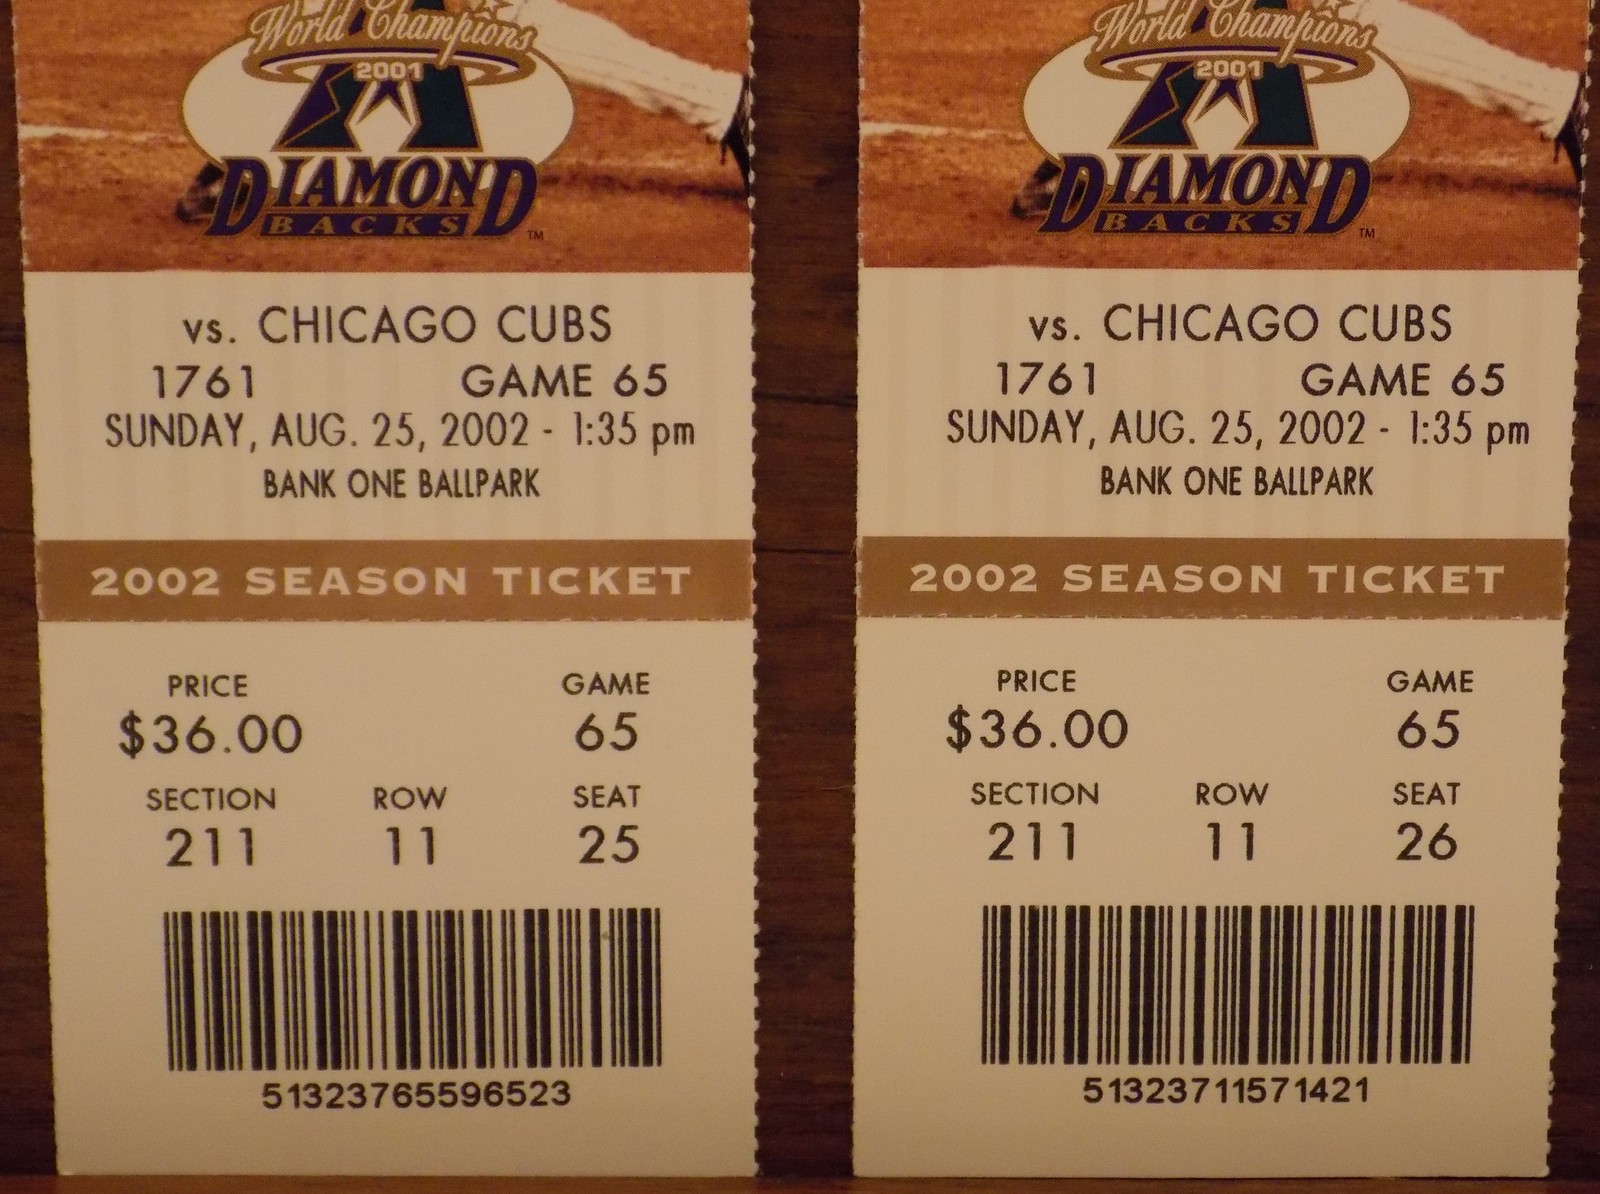 World Champions
2001
DIAMOND
BACKS
TM
vs. CHICAGO CUBS
1761 GAME 65
SUNDAY, AUG. 25, 2002 - 1:35 pm
BANK ONE BALLPARK
2002 SEASON TICKET
PRICE GAME
$36.00 65
SECTION ROW SEAT
211 11 25
51323765596523
World Champions
2001
DIAMOND
BACKS
TM
vs. CHICAGO CUBS
1761 GAME 65
SUNDAY, AUG. 25, 2002 - 1:35 pm
BANK ONE BALLPARK
2002 SEASON TICKET
PRICE GAME
$36.00 65
SECTION ROW SEAT
211 11 26
51323711571421